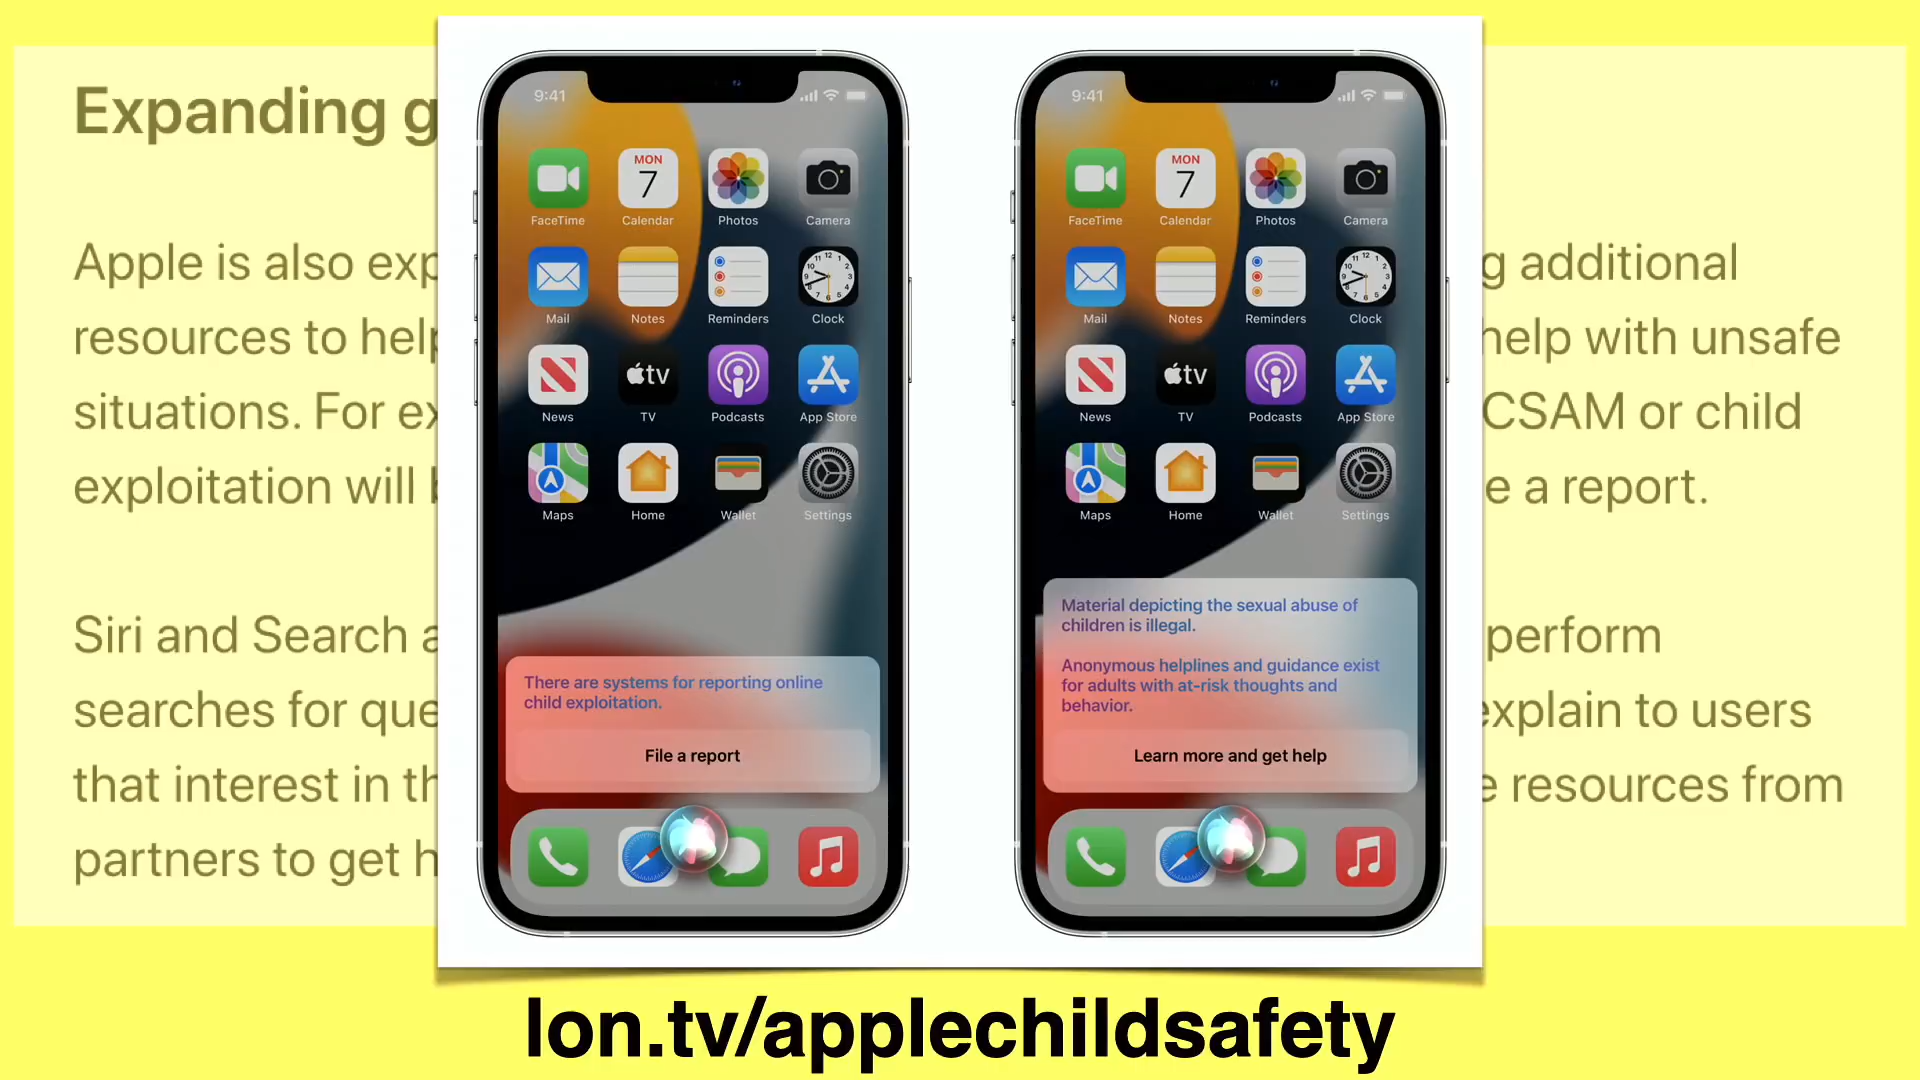 Expanding g
Apple is also exp
resources to help
situations. For ex
exploitation will
Siri and Search a
searches for que
that interest in th
partners to get h
9:41
MON
7
FaceTime Calendar Photos Camera
Mail Notes Reminders Clock
tv
News TV Podcasts App Store
Maps Home Wallet Settings
There are systems for reporting online
child exploitation.
File a report
9:41
MON
7
FaceTime Calendar Photos Camera
Mail Notes Reminders Clock
tv
News TV Podcasts App Store
Maps Home Wallet Settings
Material depicting the sexual abuse of
children is illegal.
Anonymous helplines and guidance exist
for adults with at-risk thoughts and
behavior.
Learn more and get help
g additional
help with unsafe
CSAM or child
e a report.
perform
explain to users
e resources from
lon.tv/applechildsafety